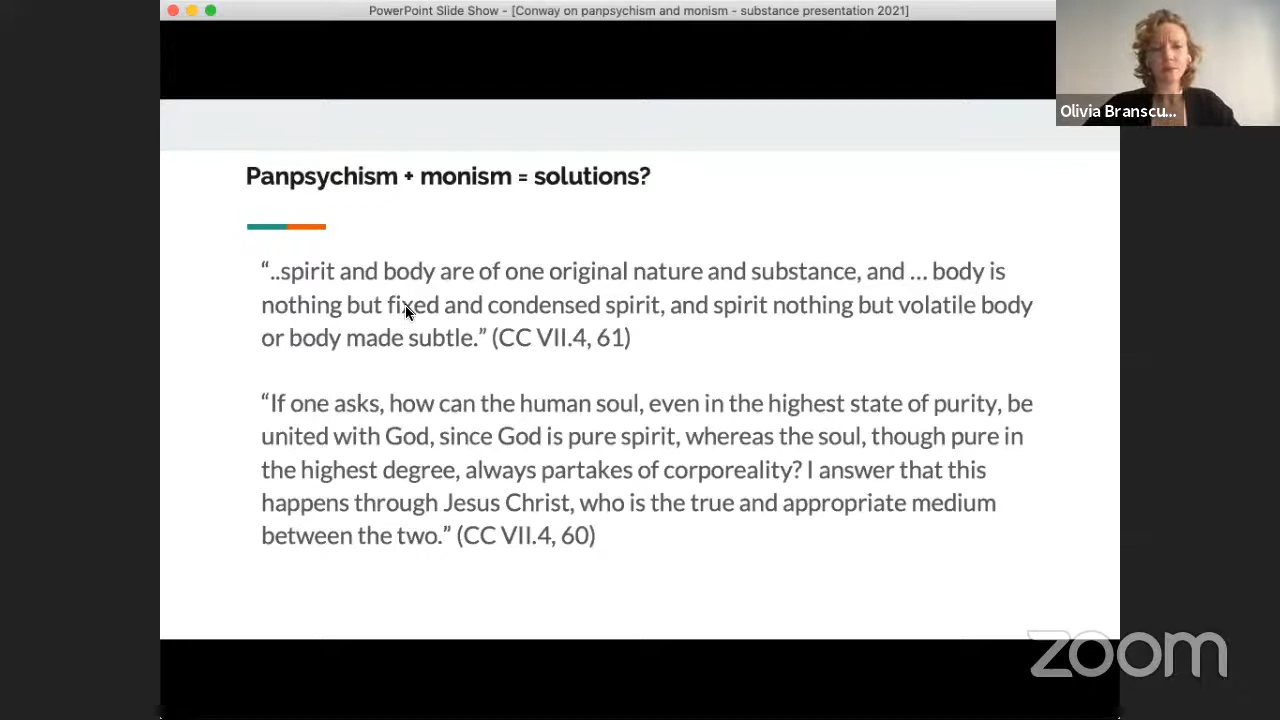 PowerPoint Slide Show - [Conway on panpsychism and monism - substance presentation 2021]
Olivia Branscu...
Panpsychism + monism = solutions?
“..spirit and body are of one original nature and substance, and … body is
nothing but fixed and condensed spirit, and spirit nothing but volatile body
or body made subtle.” (CC VII.4, 61)
“If one asks, how can the human soul, even in the highest state of purity, be
united with God, since God is pure spirit, whereas the soul, though pure in
the highest degree, always partakes of corporeality? I answer that this
happens through Jesus Christ, who is the true and appropriate medium
between the two.” (CC VII.4, 60)
zoom